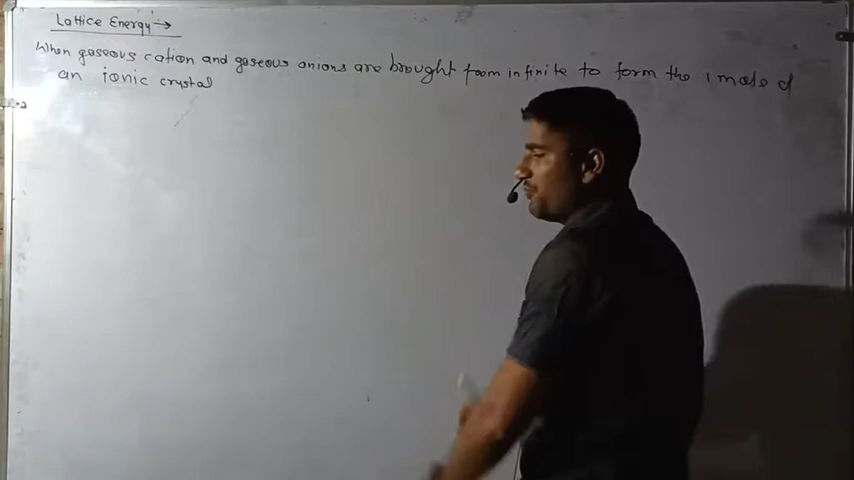 Lattice Energy →
When gaseous cation and gaseous anions are brought from infinite to form the 1 mole of
an ionic crystal